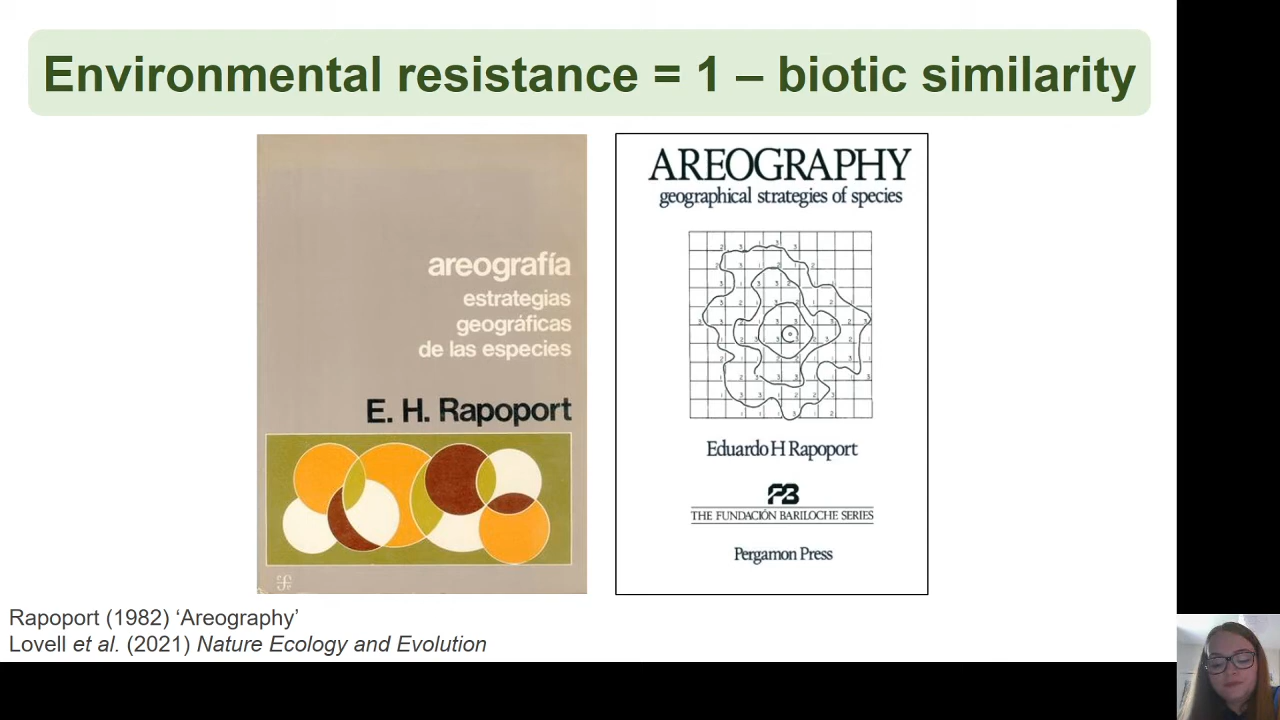 Environmental resistance = 1 – biotic similarity
areografía
estrategias
geográficas
de las especies
E. H. Rapoport
AREOGRAPHY
geographical strategies of species
Eduardo H Rapoport
PB
THE FUNDACIÓN BARILOCHE SERIES
Pergamon Press
Rapoport (1982) ‘Areography’
Lovell et al. (2021) Nature Ecology and Evolution